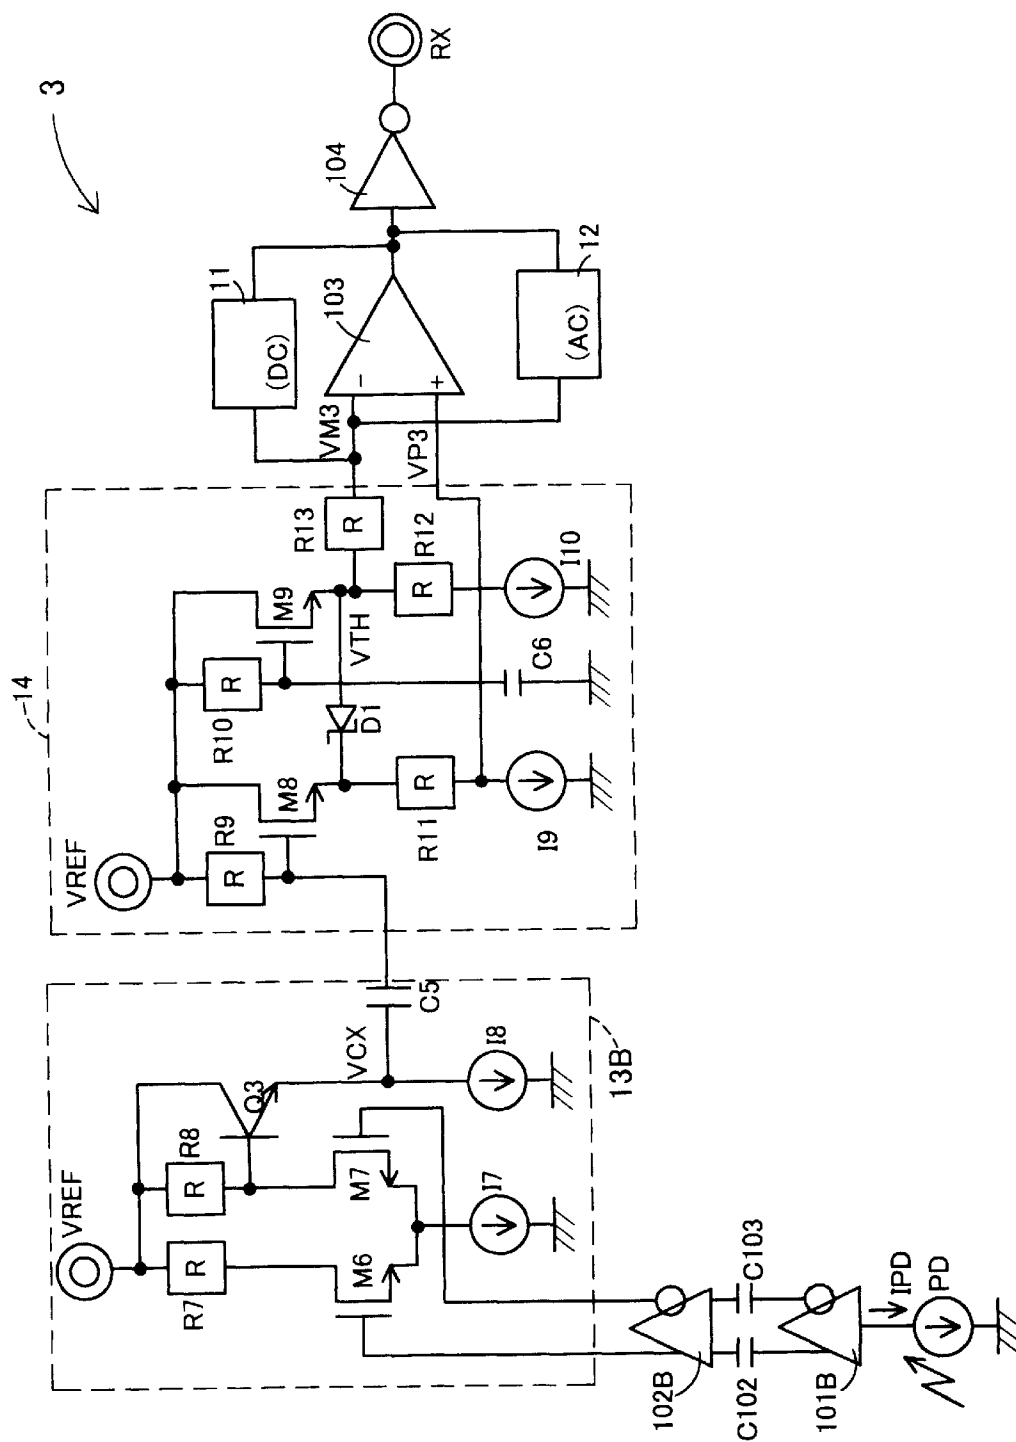 3
VREF
R7
R
R8
R
Q3
M6
M7
VCX
I7
I8
C5
13B
102B
C102
C103
101B
IPD
PD
14
VREF
R9
R
R10
R
M8
M9
VTH
D1
R11
R
R12
R
R13
R
I9
I10
C6
VM3
VP3
11
(DC)
103
−
+
12
(AC)
104
RX